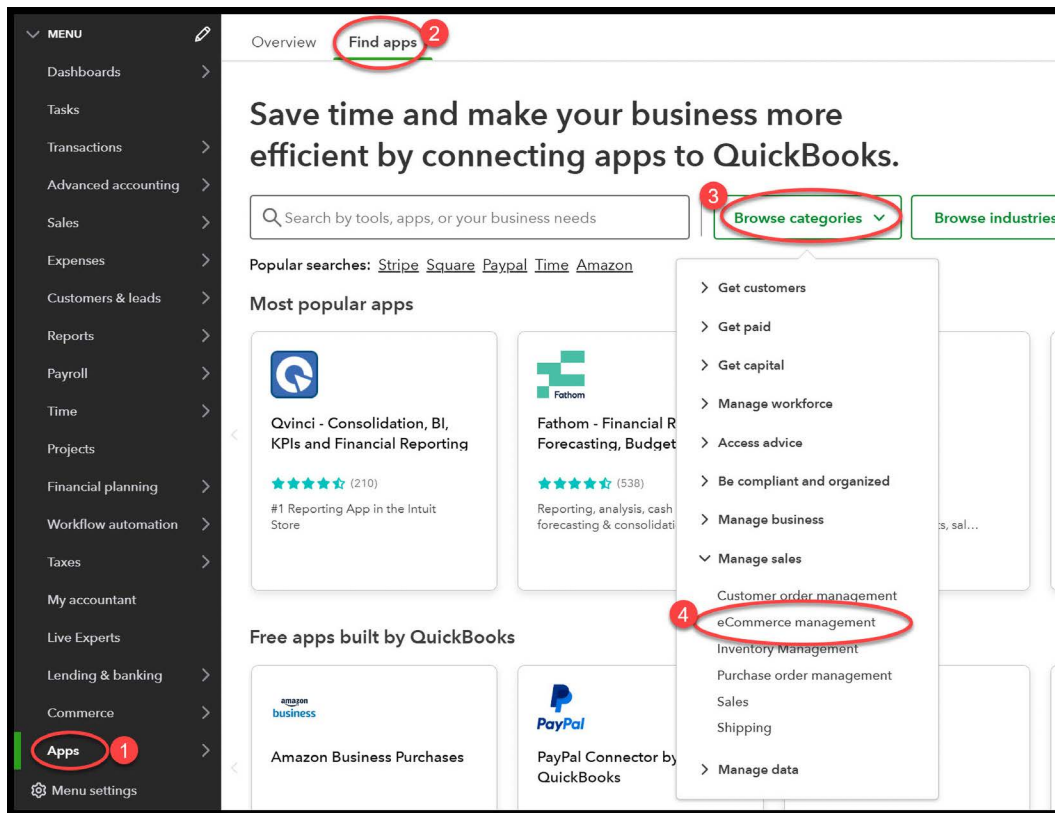 MENU
Dashboards
Tasks
Transactions
Advanced accounting
Sales
Expenses
Customers & leads
Reports
Payroll
Time
Projects
Financial planning
Workflow automation
Taxes
My accountant
Live Experts
Lending & banking
Commerce
Apps
1
Menu settings
Overview
Find apps
2
Save time and make your business more
efficient by connecting apps to QuickBooks.
Search by tools, apps, or your business needs
3
Browse categories
Browse industries
Popular searches: Stripe Square Paypal Time Amazon
Most popular apps
Qvinci - Consolidation, BI,
KPIs and Financial Reporting
(210)
#1 Reporting App in the Intuit
Store
Fathom
Fathom - Financial
Forecasting, Budget
(538)
Reporting, analysis, cash
forecasting &
Get customers
Get paid
Get capital
Manage workforce
Access advice
Be compliant and organized
Manage business
Manage sales
Customer order management
4
eCommerce management
Inventory Management
Purchase order management
Sales
Shipping
Manage data
Free apps built by QuickBooks
amazon
business
Amazon Business Purchases
PayPal
PayPal Connector by
QuickBooks